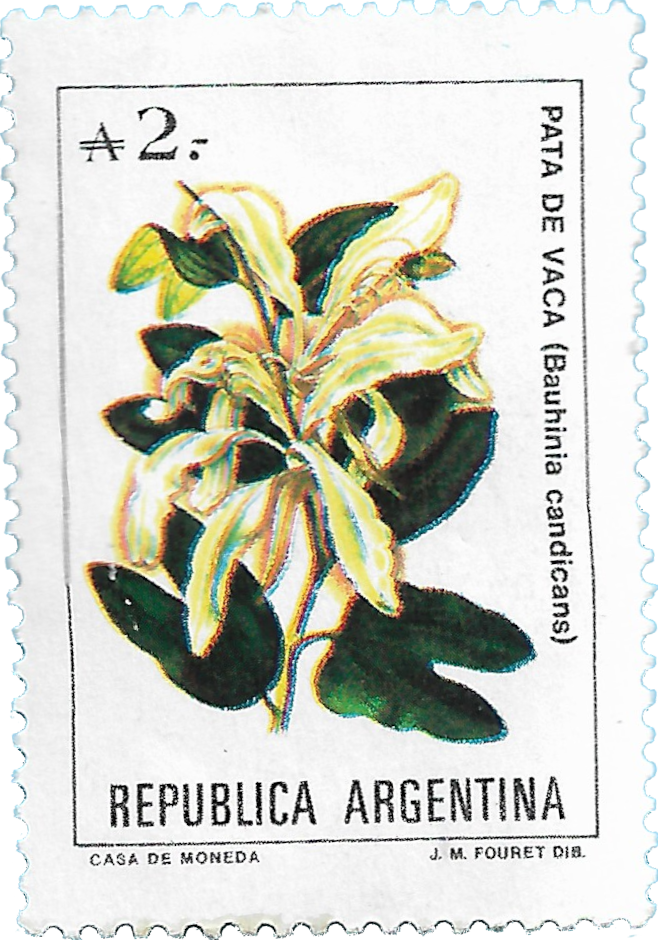 ₳2.-
PATA DE VACA (Bauhinia candicans)
REPUBLICA ARGENTINA
CASA DE MONEDA
J. M. FOURET DIB.